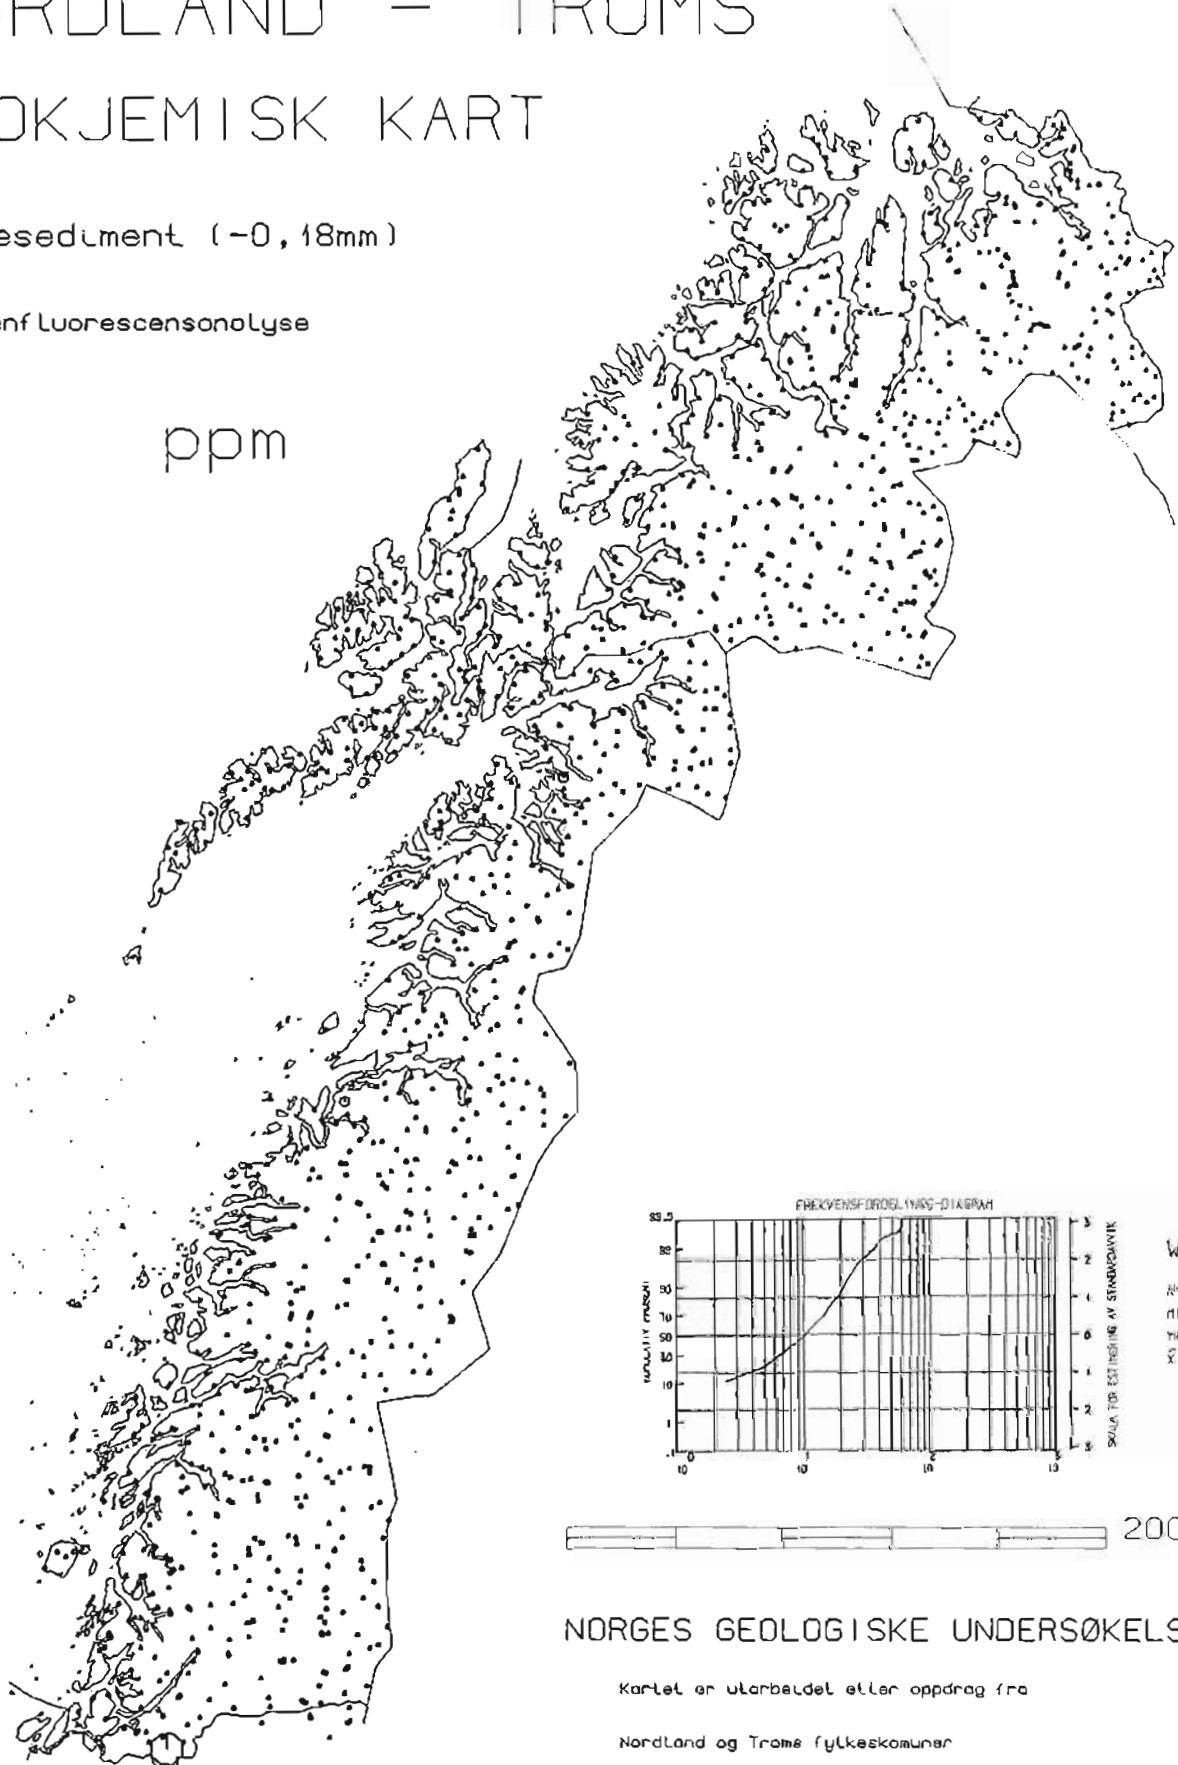 RDLAND - TROMS
OKJEMISK KART
esediment (-0,18mm)
enfluorescensanalyse
ppm
FREKVENSFORDELINGS-DIAGRAM
SKALA FOR ESTIMERING AV STANDARDAVVIK
200
NORGES GEOLOGISKE UNDERSØKELS
Kartet er utarbeidet etter oppdrag fra
Nordland og Troms fylkeskomuner